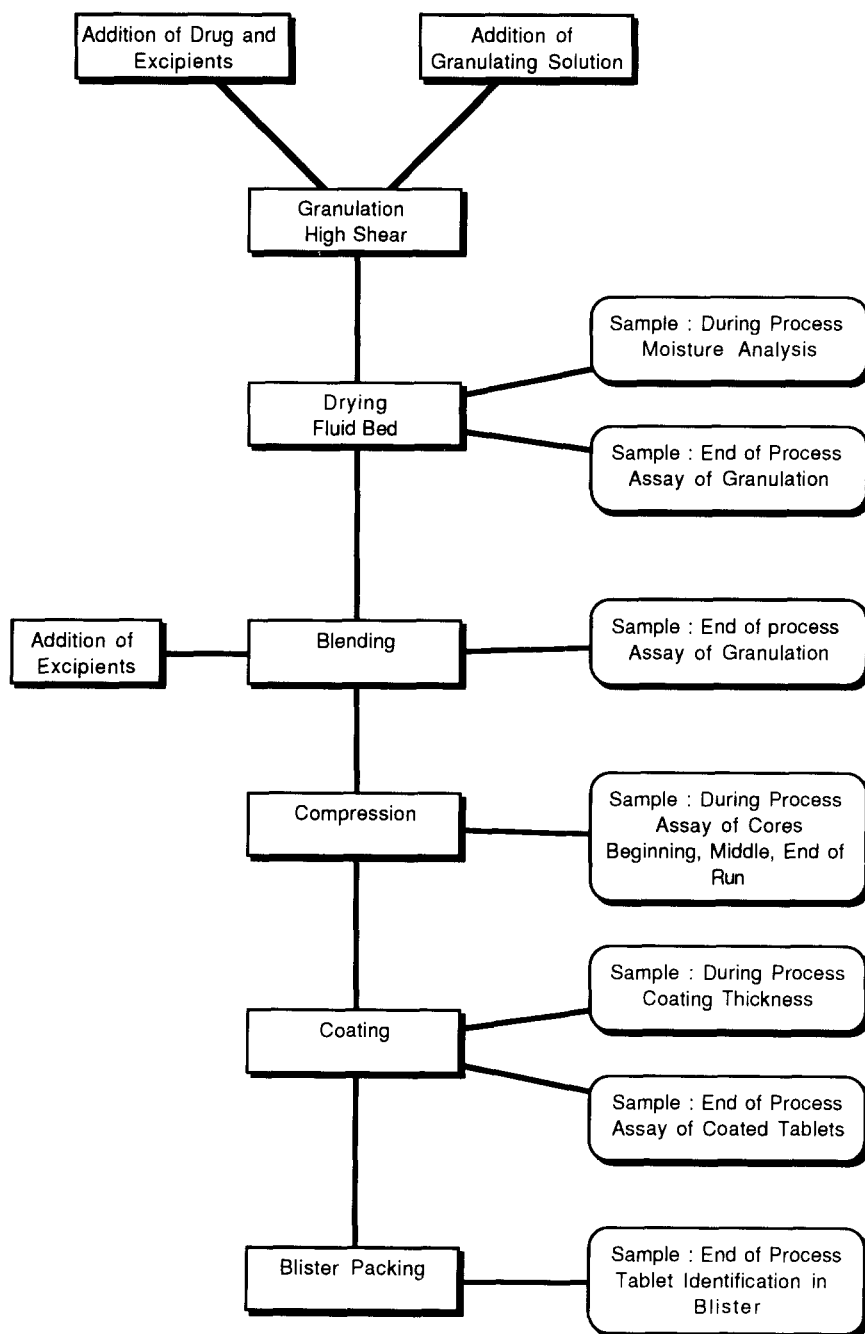 Addition of Drug and
Excipients
Addition of
Granulating Solution
Granulation
High Shear
Sample : During Process
Moisture Analysis
Drying
Fluid Bed
Sample : End of Process
Assay of Granulation
Addition of
Excipients
Blending
Sample : End of process
Assay of Granulation
Compression
Sample : During Process
Assay of Cores
Beginning, Middle, End of
Run
Sample : During Process
Coating Thickness
Coating
Sample : End of Process
Assay of Coated Tablets
Blister Packing
Sample : End of Process
Tablet Identification in
Blister